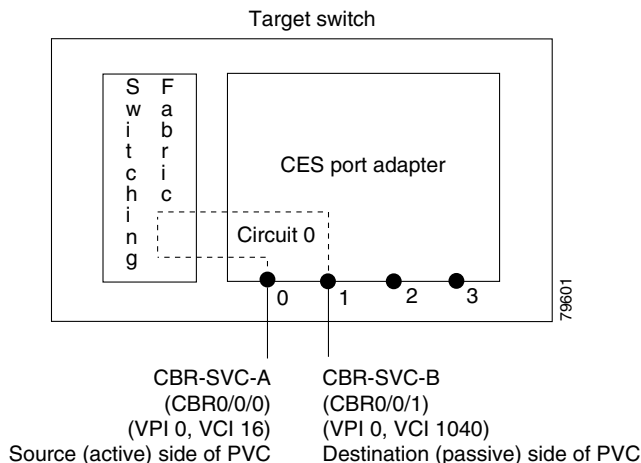 Target switch
Switching
Fabric
CES port adapter
Circuit 0
0 1 2 3
79601
CBR-SVC-A
(CBR0/0/0)
(VPI 0, VCI 16)
Source (active) side of PVC
CBR-SVC-B
(CBR0/0/1)
(VPI 0, VCI 1040)
Destination (passive) side of PVC